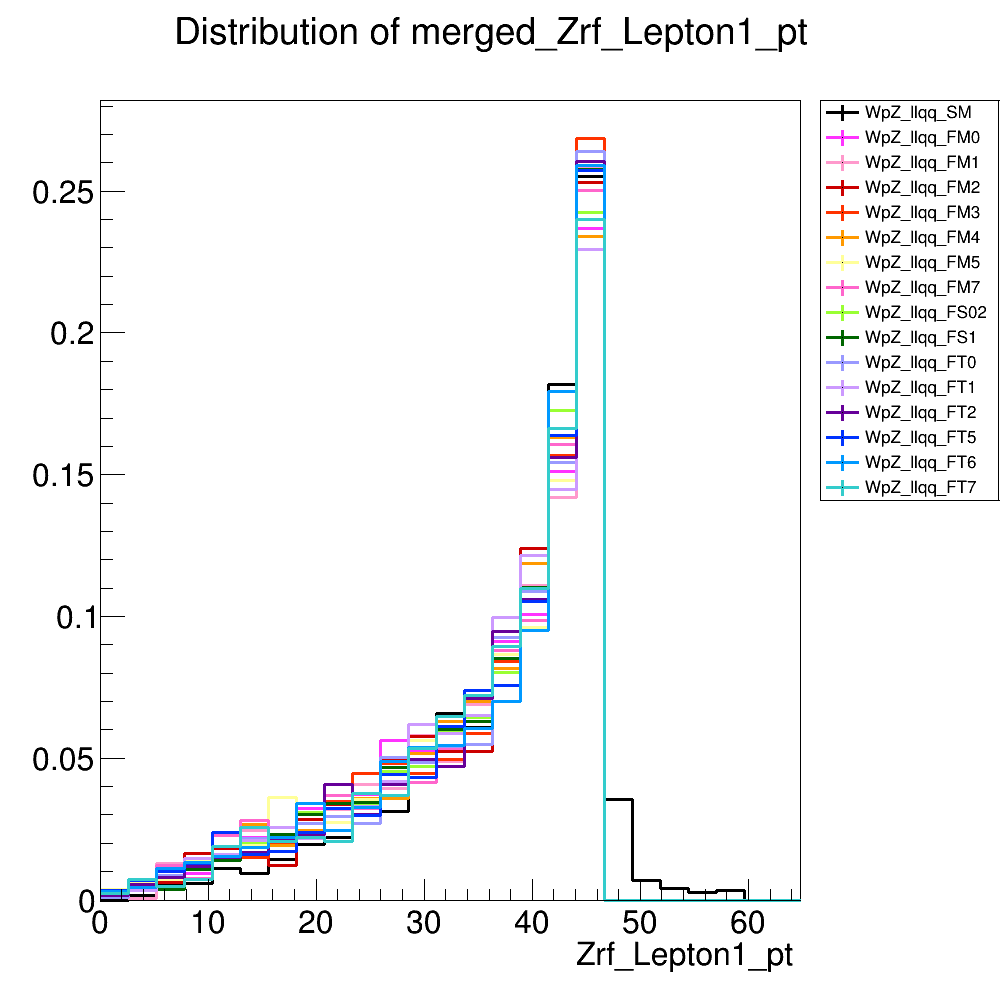 Distribution of merged_Zrf_Lepton1_pt
WpZ_llqq_SM
WpZ_llqq_FM0
WpZ_llqq_FM1
WpZ_llqq_FM2
WpZ_llqq_FM3
WpZ_llqq_FM4
WpZ_llqq_FM5
WpZ_llqq_FM7
WpZ_llqq_FS02
WpZ_llqq_FS1
WpZ_llqq_FT0
WpZ_llqq_FT1
WpZ_llqq_FT2
WpZ_llqq_FT5
WpZ_llqq_FT6
WpZ_llqq_FT7
0.25
0.2
0.15
0.1
0.05
0
0 10 20 30 40 50 60
Zrf_Lepton1_pt